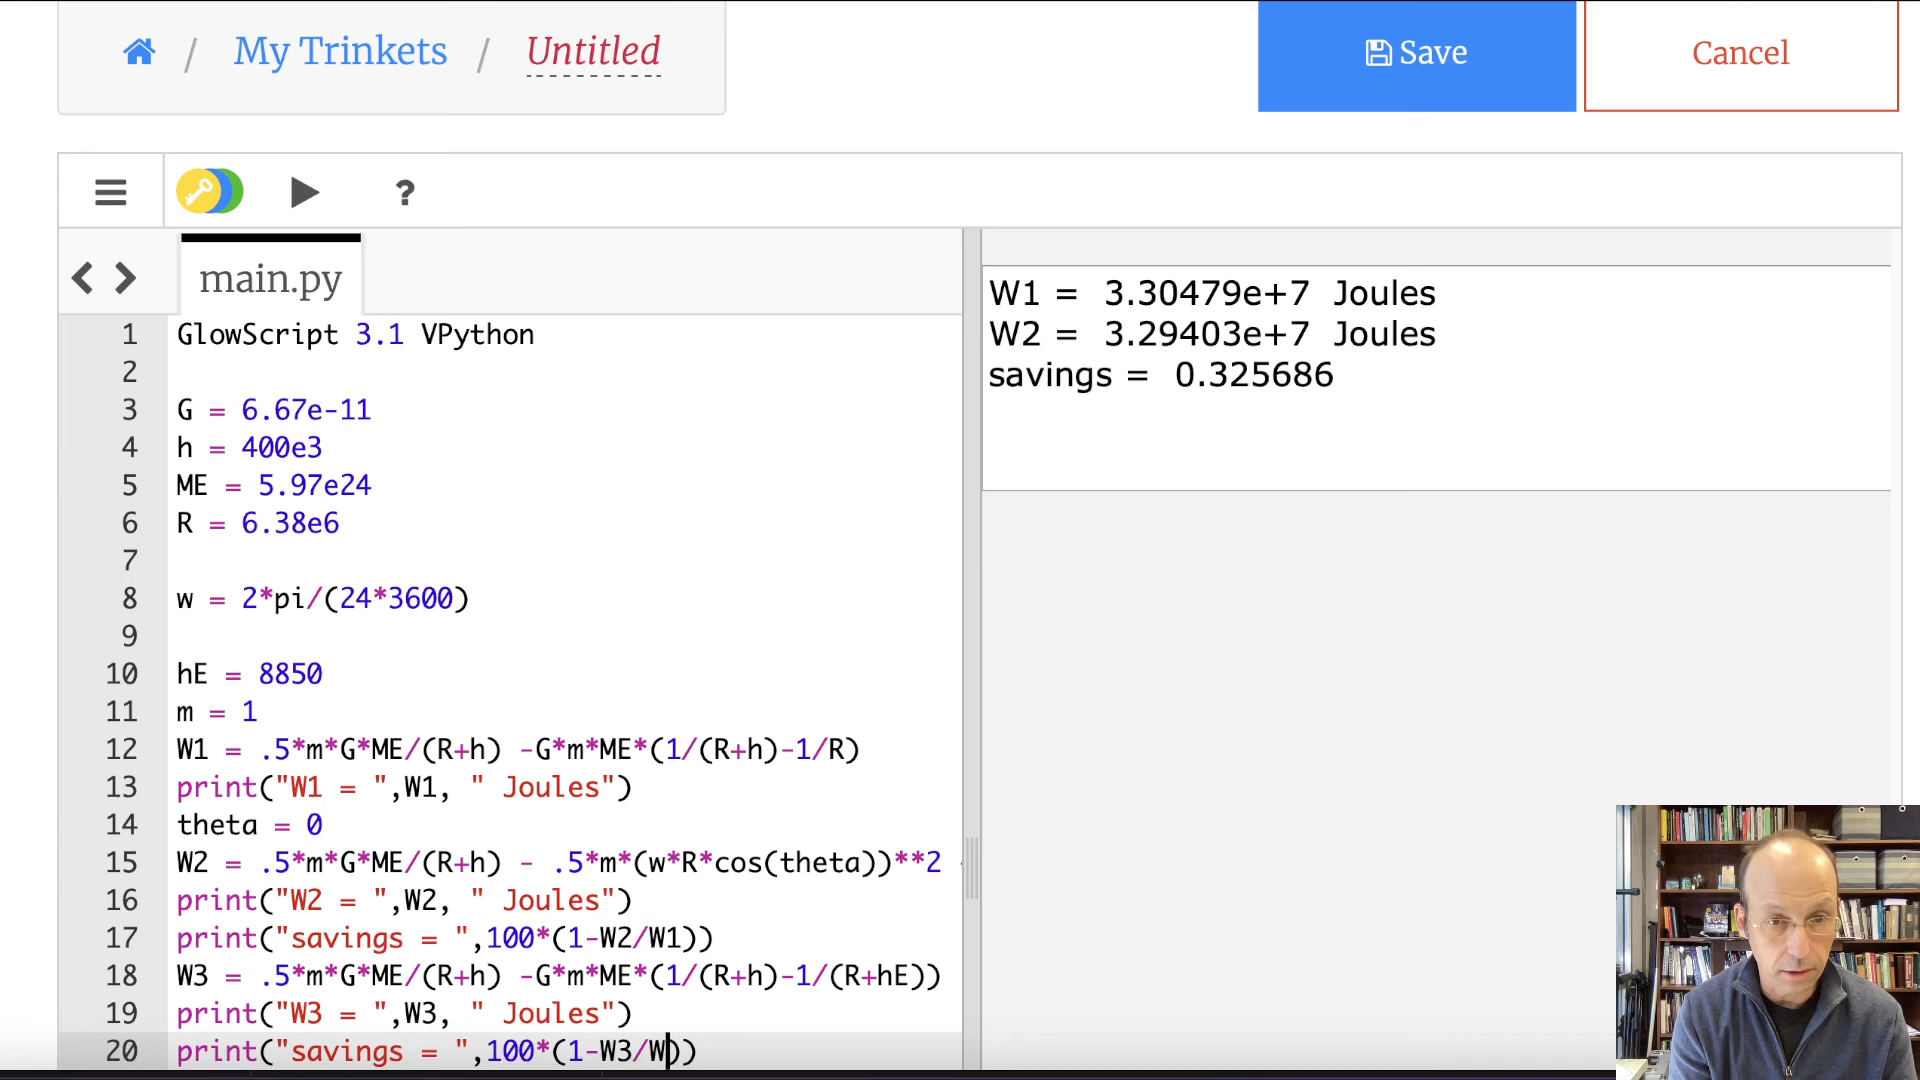 / My Trinkets / Untitled
Save
Cancel
?
main.py
1 GlowScript 3.1 VPython
2
3 G = 6.67e-11
4 h = 400e3
5 ME = 5.97e24
6 R = 6.38e6
7
8 w = 2*pi/(24*3600)
9
10 hE = 8850
11 m = 1
12 W1 = .5*m*G*ME/(R+h) -G*m*ME*(1/(R+h)-1/R)
13 print("W1 = ",W1, " Joules")
14 theta = 0
15 W2 = .5*m*G*ME/(R+h) - .5*m*(w*R*cos(theta))**2
16 print("W2 = ",W2, " Joules")
17 print("savings = ",100*(1-W2/W1))
18 W3 = .5*m*G*ME/(R+h) -G*m*ME*(1/(R+h)-1/(R+hE))
19 print("W3 = ",W3, " Joules")
20 print("savings = ",100*(1-W3/W))
W1 = 3.30479e+7 Joules
W2 = 3.29403e+7 Joules
savings = 0.325686